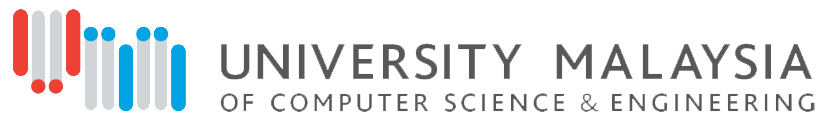 UNIVERSITY MALAYSIA
OF COMPUTER SCIENCE & ENGINEERING